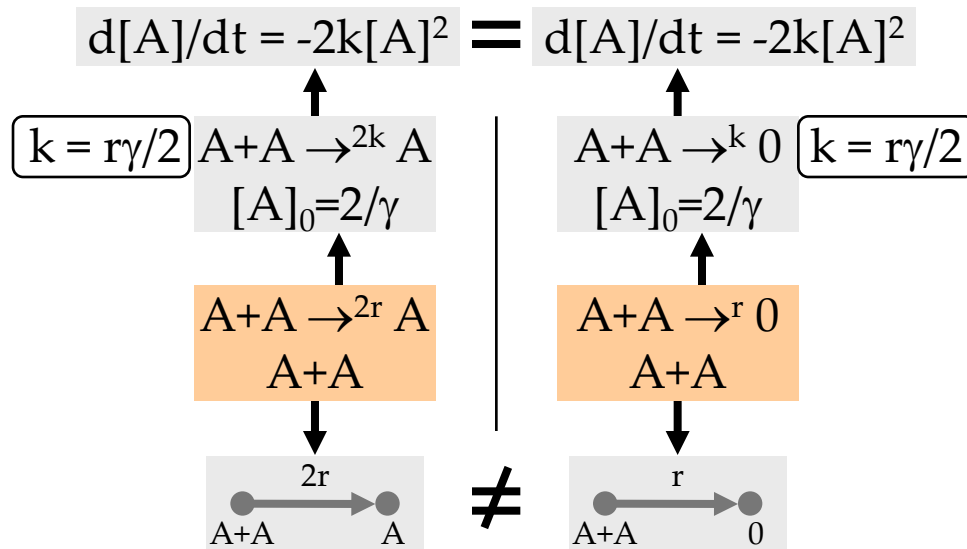 d[A]/dt = -2k[A]² = d[A]/dt = -2k[A]²
k = rγ/2 A+A →²ᵏ A
[A]₀=2/γ
A+A →ᵏ 0 k = rγ/2
[A]₀=2/γ
A+A →²ʳ A
A+A
A+A →ʳ 0
A+A
2r
A+A A
≠
r
A+A 0